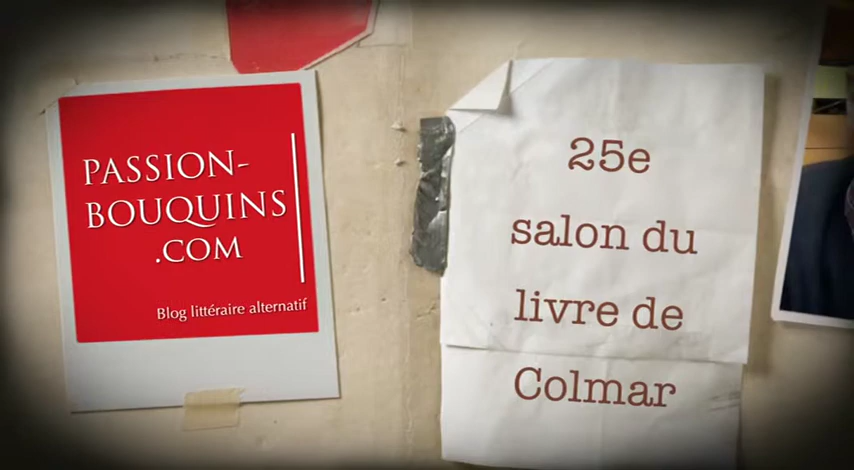 PASSION-
BOUQUINS
.COM
Blog littéraire alternatif
25e
salon du
livre de
Colmar